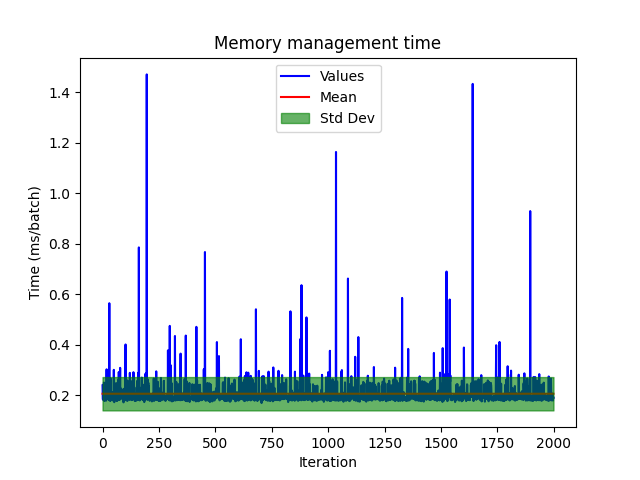 Memory management time
Values
Mean
Std Dev
Time (ms/batch)
1.4
1.2
1.0
0.8
0.6
0.4
0.2
0 250 500 750 1000 1250 1500 1750 2000
Iteration